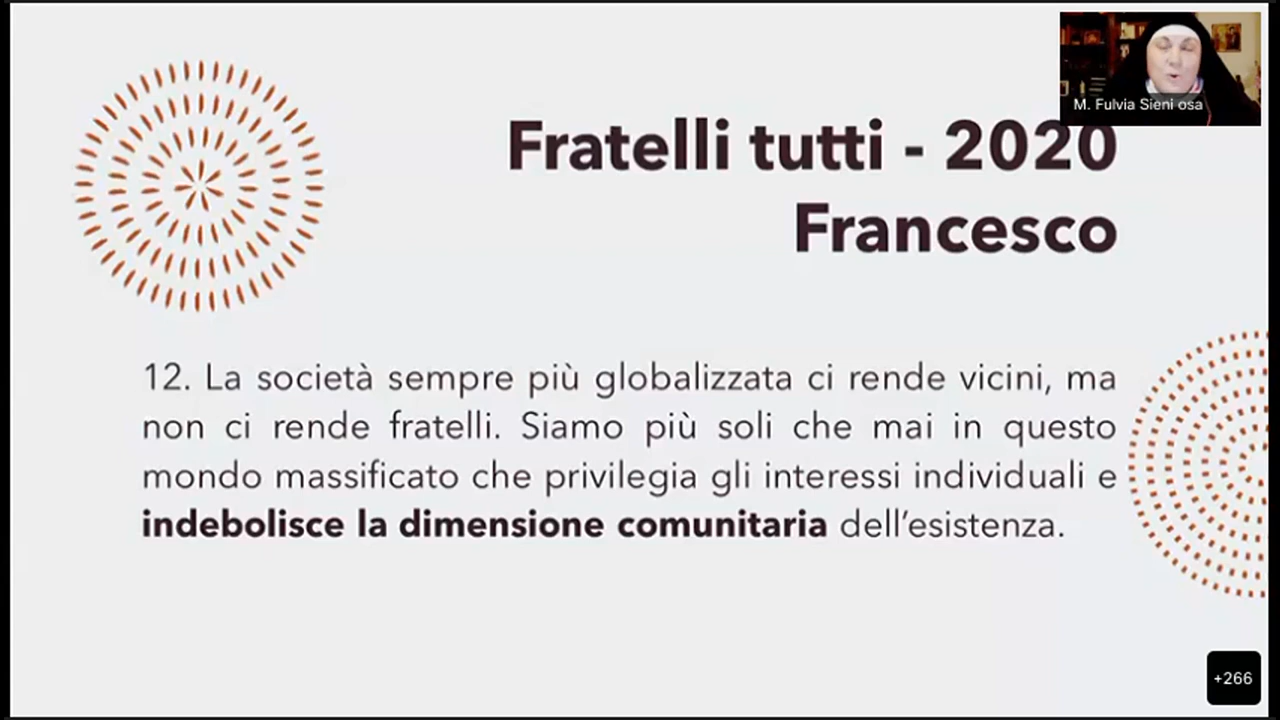 M. Fulvia Sieni osa
Fratelli tutti - 2020
Francesco
12. La società sempre più globalizzata ci rende vicini, ma
non ci rende fratelli. Siamo più soli che mai in questo
mondo massificato che privilegia gli interessi individuali e
indebolisce la dimensione comunitaria dell’esistenza.
+266